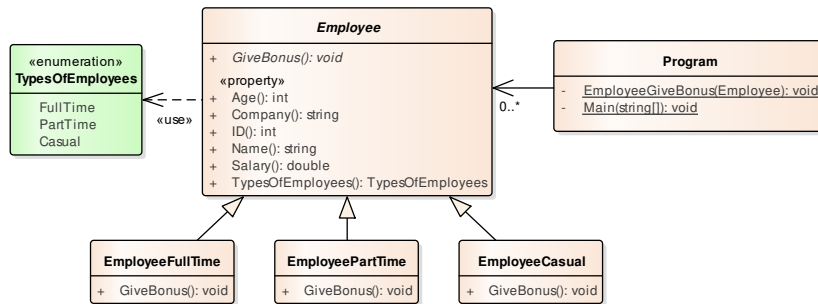 «enumeration»
TypesOfEmployees
FullTime
PartTime
Casual
«use»
Employee
+ GiveBonus(): void
«property»
+ Age(): int
+ Company(): string
+ ID(): int
+ Name(): string
+ Salary(): double
+ TypesOfEmployees(): TypesOfEmployees
0..*
Program
- EmployeeGiveBonus(Employee): void
- Main(string[]): void
EmployeeFullTime
+ GiveBonus(): void
EmployeePartTime
+ GiveBonus(): void
EmployeeCasual
+ GiveBonus(): void